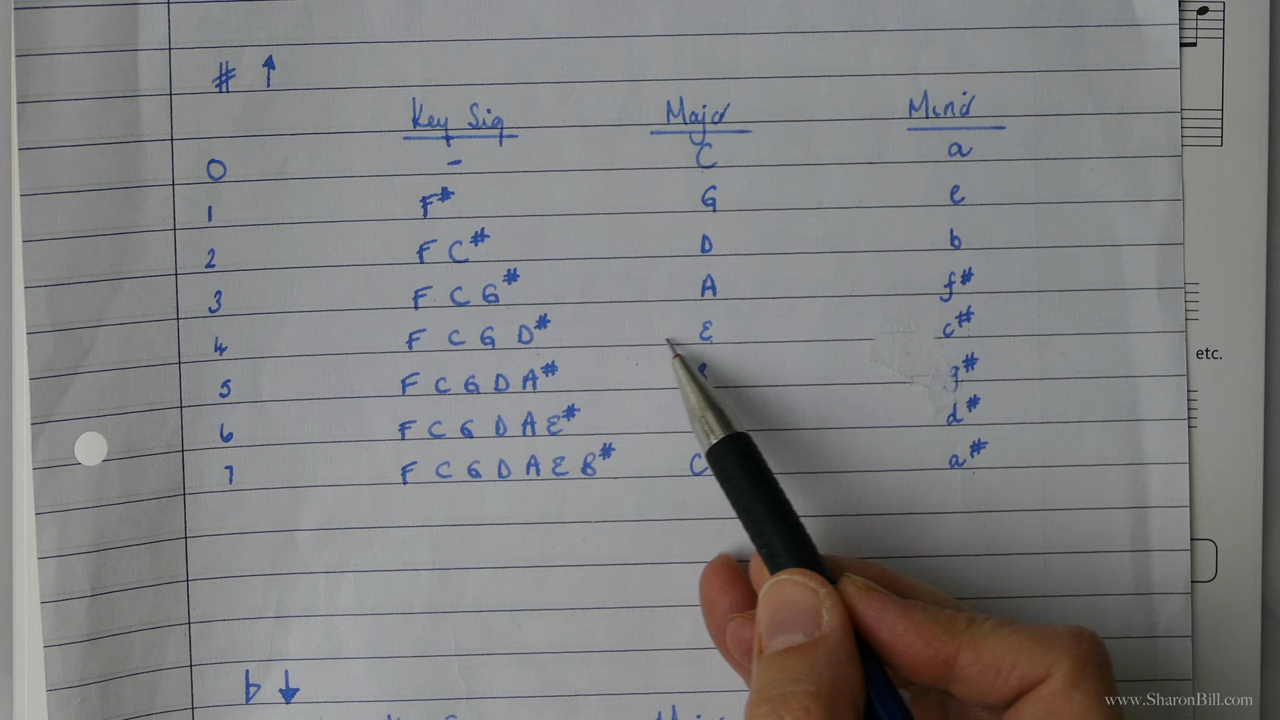 # ↑
Key Sig Major Minor
0 - C a
1 F# G e
2 F C# D b
3 F C G# A f#
4 F C G D# E c#
5 F C G D A# g#
6 F C G D A E# d#
7 F C G D A E B# C a#
b ↓
etc.
www.SharonBill.com